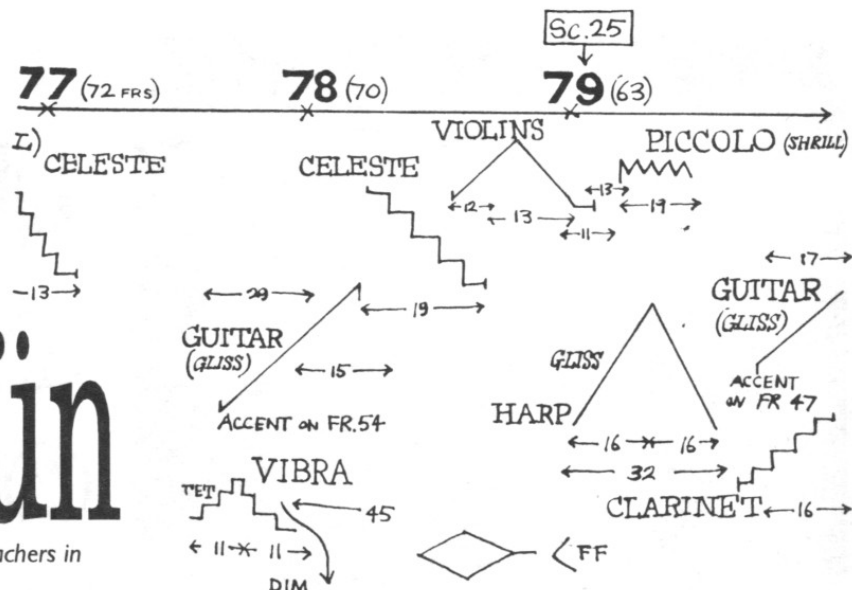 Sc.25
77 (72 FRS) 78 (70) 79 (63)
L) CELESTE
CELESTE
VIOLINS
PICCOLO (SHRILL)
13
12
13
13
11
19
29
19
17
GUITAR
(GLISS)
15
ACCENT ON FR.54
GUITAR
(GLISS)
GLISS
HARP
ACCENT
ON FR 47
16 16
32
ün
TET
VIBRA
45
11 11
DIM
CLARINET
16
FF
achers in